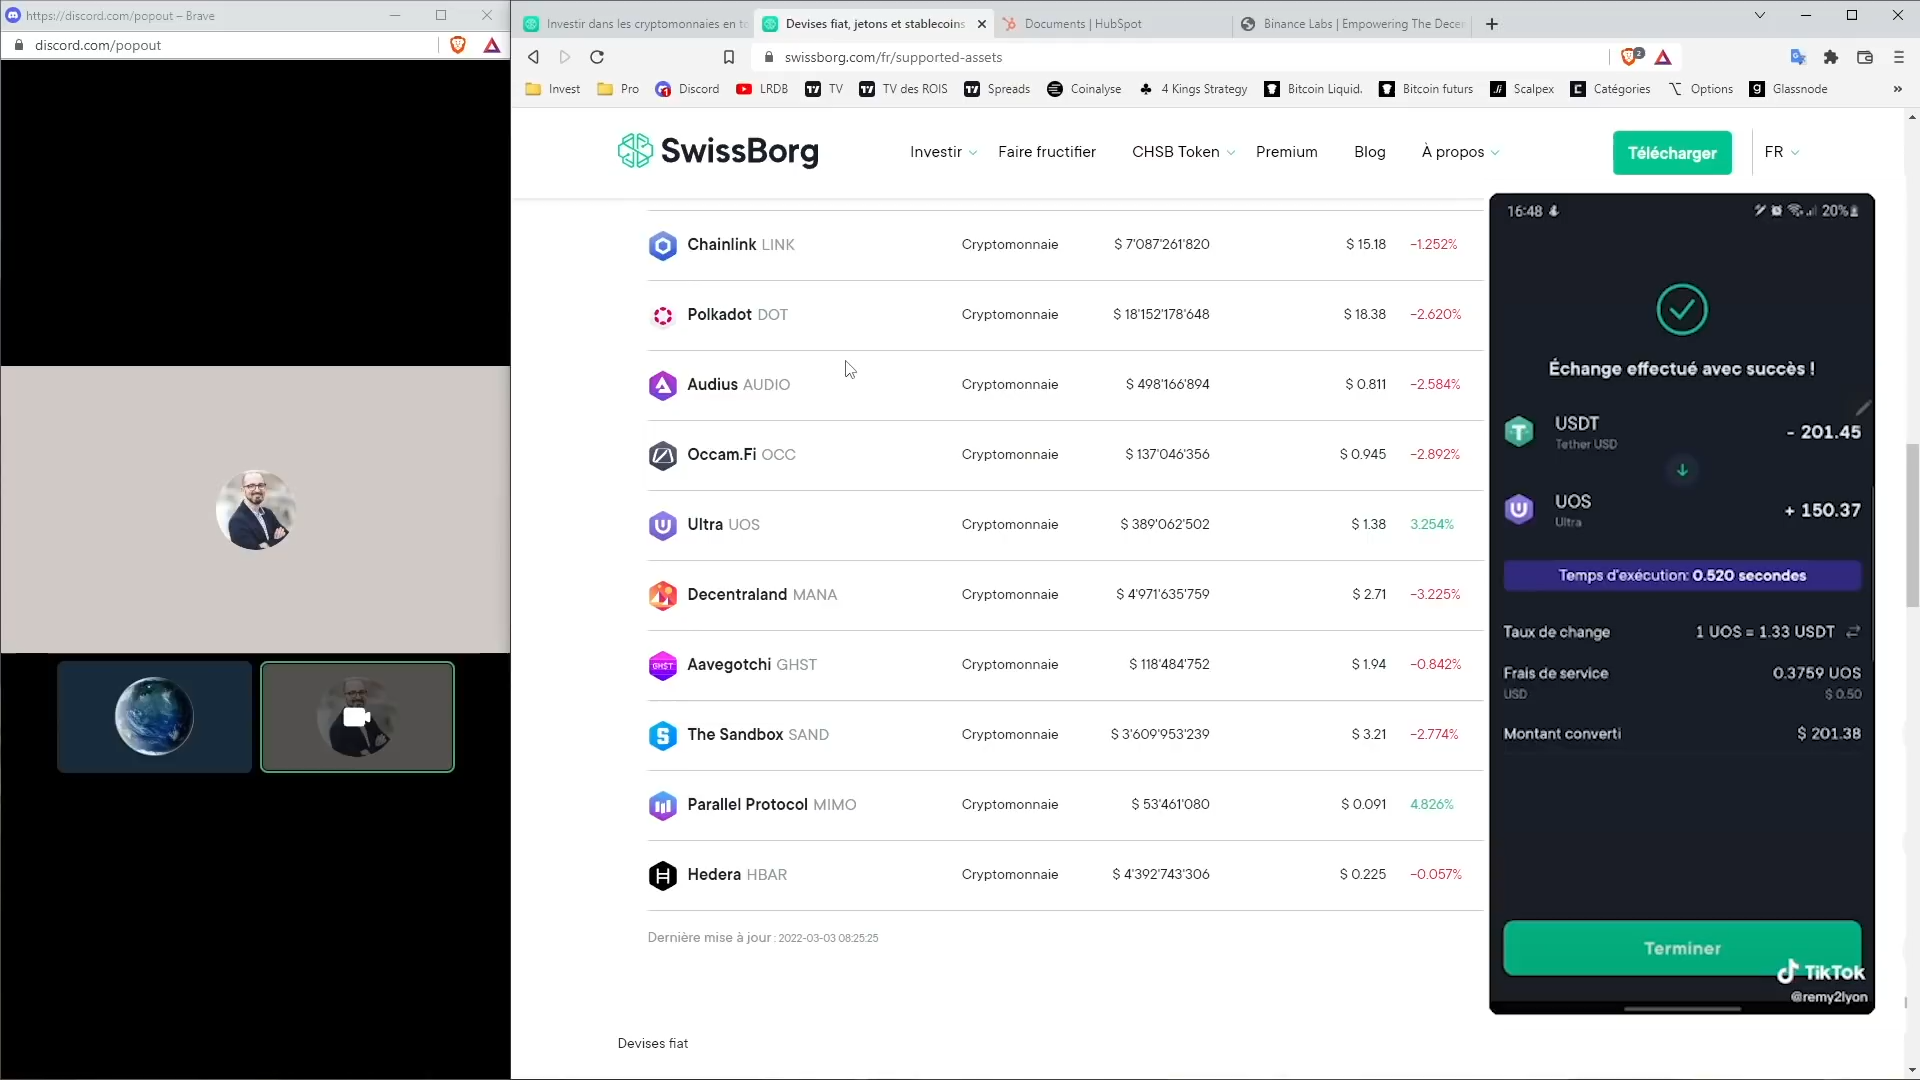 https://discord.com/popout – Brave
discord.com/popout
Investir dans les cryptomonnaies en to
Devises fiat, jetons et stablecoins
Documents | HubSpot
Binance Labs | Empowering The Decen
swissborg.com/fr/supported-assets
2
Invest
Pro
Discord
LRDB
TV
TV des ROIS
Spreads
Coinalyse
4 Kings Strategy
Bitcoin Liquid.
Bitcoin futurs
Scalpex
Catégories
Options
Glassnode
SwissBorg
Investir
Faire fructifier
CHSB Token
Premium
Blog
À propos
Télécharger
FR
Chainlink LINK Cryptomonnaie $ 7'087'261'820 $ 15.18 -1.252%
Polkadot DOT Cryptomonnaie $ 18'152'178'648 $ 18.38 -2.620%
Audius AUDIO Cryptomonnaie $ 498'166'894 $ 0.811 -2.584%
Occam.Fi OCC Cryptomonnaie $ 137'046'356 $ 0.945 -2.892%
Ultra UOS Cryptomonnaie $ 389'062'502 $ 1.38 3.254%
Decentraland MANA Cryptomonnaie $ 4'971'635'759 $ 2.71 -3.225%
GHST
Aavegotchi GHST Cryptomonnaie $ 118'484'752 $ 1.94 -0.842%
The Sandbox SAND Cryptomonnaie $ 3'609'953'239 $ 3.21 -2.774%
Parallel Protocol MIMO Cryptomonnaie $ 53'461'080 $ 0.091 4.826%
Hedera HBAR Cryptomonnaie $ 4'392'743'306 $ 0.225 -0.057%
Dernière mise à jour : 2022-03-03 08:25:25
Devises fiat
16:48
20%
Échange effectué avec succès !
USDT - 201.45
Tether USD
UOS + 150.37
Ultra
Temps d'exécution: 0.520 secondes
Taux de change 1 UOS = 1.33 USDT
Frais de service 0.3759 UOS
USD $ 0.50
Montant converti $ 201.38
Terminer
TikTok
@remy2lyon